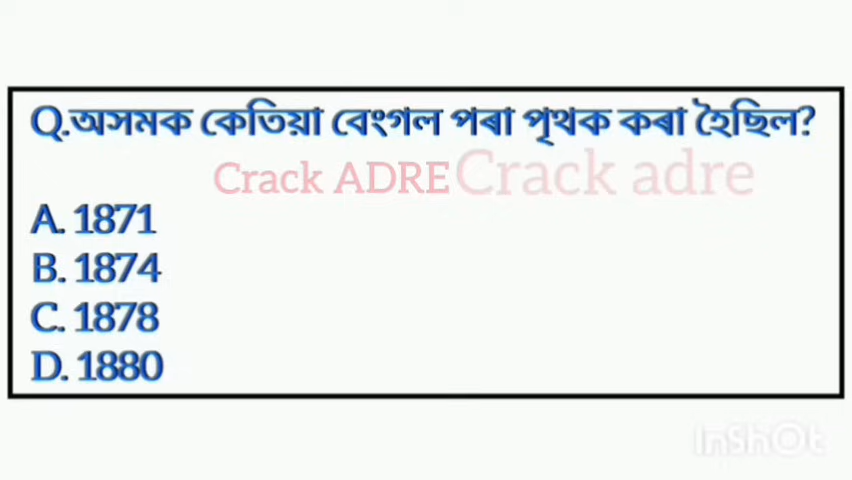 Q.অসমক কেতিয়া বেংগল পৰা পৃথক কৰা হৈছিল?
Crack ADRE Crack adre
A. 1871
B. 1874
C. 1878
D. 1880
InShOt